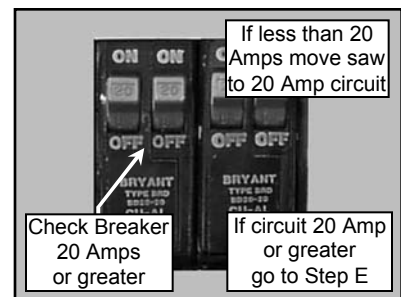 If less than 20
Amps move saw
to 20 Amp circuit
ON ON
20 20
OFF OFF OFF OFF
BRYANT
TYPE BRD
BRYANT
TYPE BRD
Check Breaker
20 Amps
or greater
If circuit 20 Amp
or greater
go to Step E